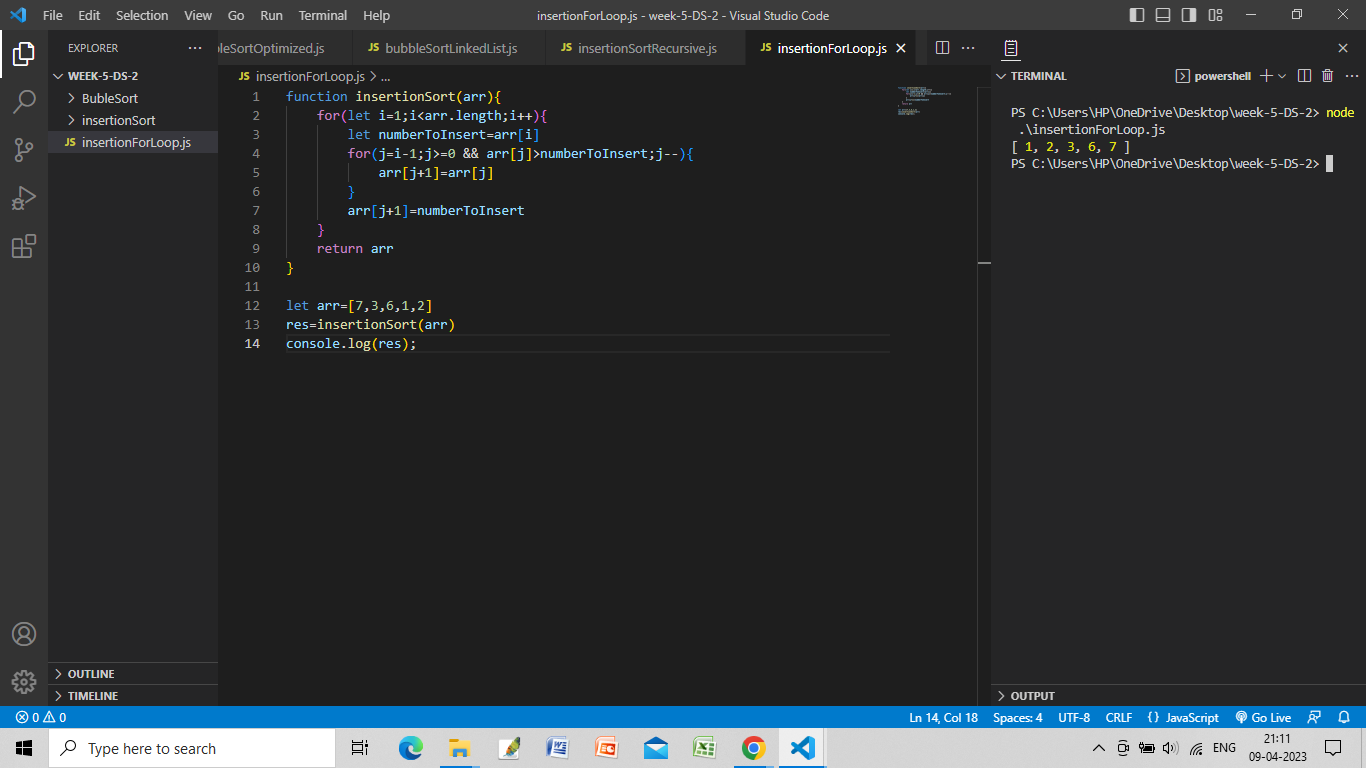 File Edit Selection View Go Run Terminal Help
insertionForLoop.js - week-5-DS-2 - Visual Studio Code
EXPLORER
WEEK-5-DS-2
BubleSort
insertionSort
JS insertionForLoop.js
OUTLINE
TIMELINE
bleSortOptimized.js
JS bubbleSortLinkedList.js
JS insertionSortRecursive.js
JS insertionForLoop.js
JS insertionForLoop.js > ...
1 function insertionSort(arr){
2 for(let i=1;i<arr.length;i++){
3 let numberToInsert=arr[i]
4 for(j=i-1;j>=0 && arr[j]>numberToInsert;j--){
5 arr[j+1]=arr[j]
6 }
7 arr[j+1]=numberToInsert
8 }
9 return arr
10 }
11
12 let arr=[7,3,6,1,2]
13 res=insertionSort(arr)
14 console.log(res);
TERMINAL
powershell
PS C:\Users\HP\OneDrive\Desktop\week-5-DS-2> node
.\insertionForLoop.js
[ 1, 2, 3, 6, 7 ]
PS C:\Users\HP\OneDrive\Desktop\week-5-DS-2>
OUTPUT
0 0
Ln 14, Col 18 Spaces: 4 UTF-8 CRLF {} JavaScript Go Live
Type here to search
ENG
21:11
09-04-2023